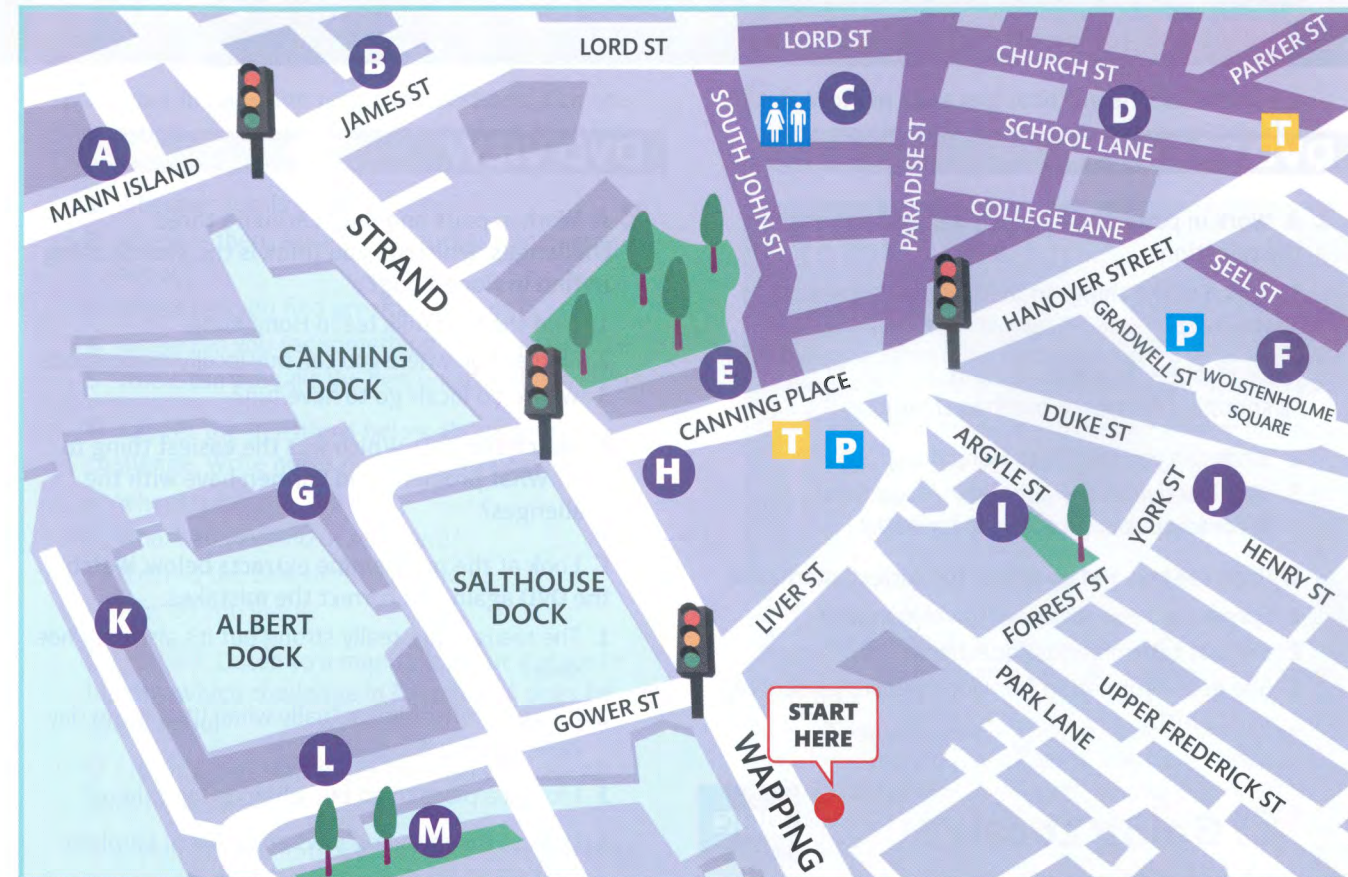 LORD ST
LORD ST
CHURCH ST
PARKER ST
B
JAMES ST
C
D
SOUTH JOHN ST
PARADISE ST
SCHOOL LANE
T
A
MANN ISLAND
STRAND
COLLEGE LANE
SEEL ST
HANOVER STREET
GRADWELL ST
P
F
WOLSTENHOLME
SQUARE
CANNING
DOCK
E
CANNING PLACE
T
P
H
DUKE ST
ARGYLE ST
YORK ST
J
HENRY ST
G
I
SALTHOUSE
DOCK
LIVER ST
FORREST ST
K
ALBERT
DOCK
PARK LANE
UPPER FREDERICK ST
GOWER ST
START
HERE
WAPPING
L
M